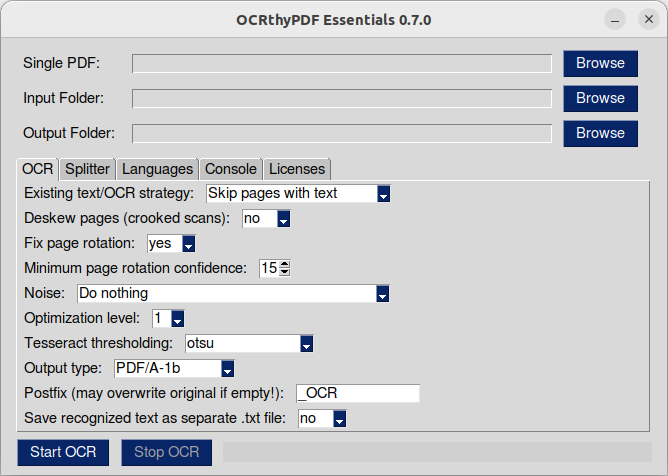 OCRthyPDF Essentials 0.7.0
Single PDF: Browse
Input Folder: Browse
Output Folder: Browse
OCR Splitter Languages Console Licenses
Existing text/OCR strategy: Skip pages with text
Deskew pages (crooked scans): no
Fix page rotation: yes
Minimum page rotation confidence: 15
Noise: Do nothing
Optimization level: 1
Tesseract thresholding: otsu
Output type: PDF/A-1b
Postfix (may overwrite original if empty!): _OCR
Save recognized text as separate .txt file: no
Start OCR Stop OCR